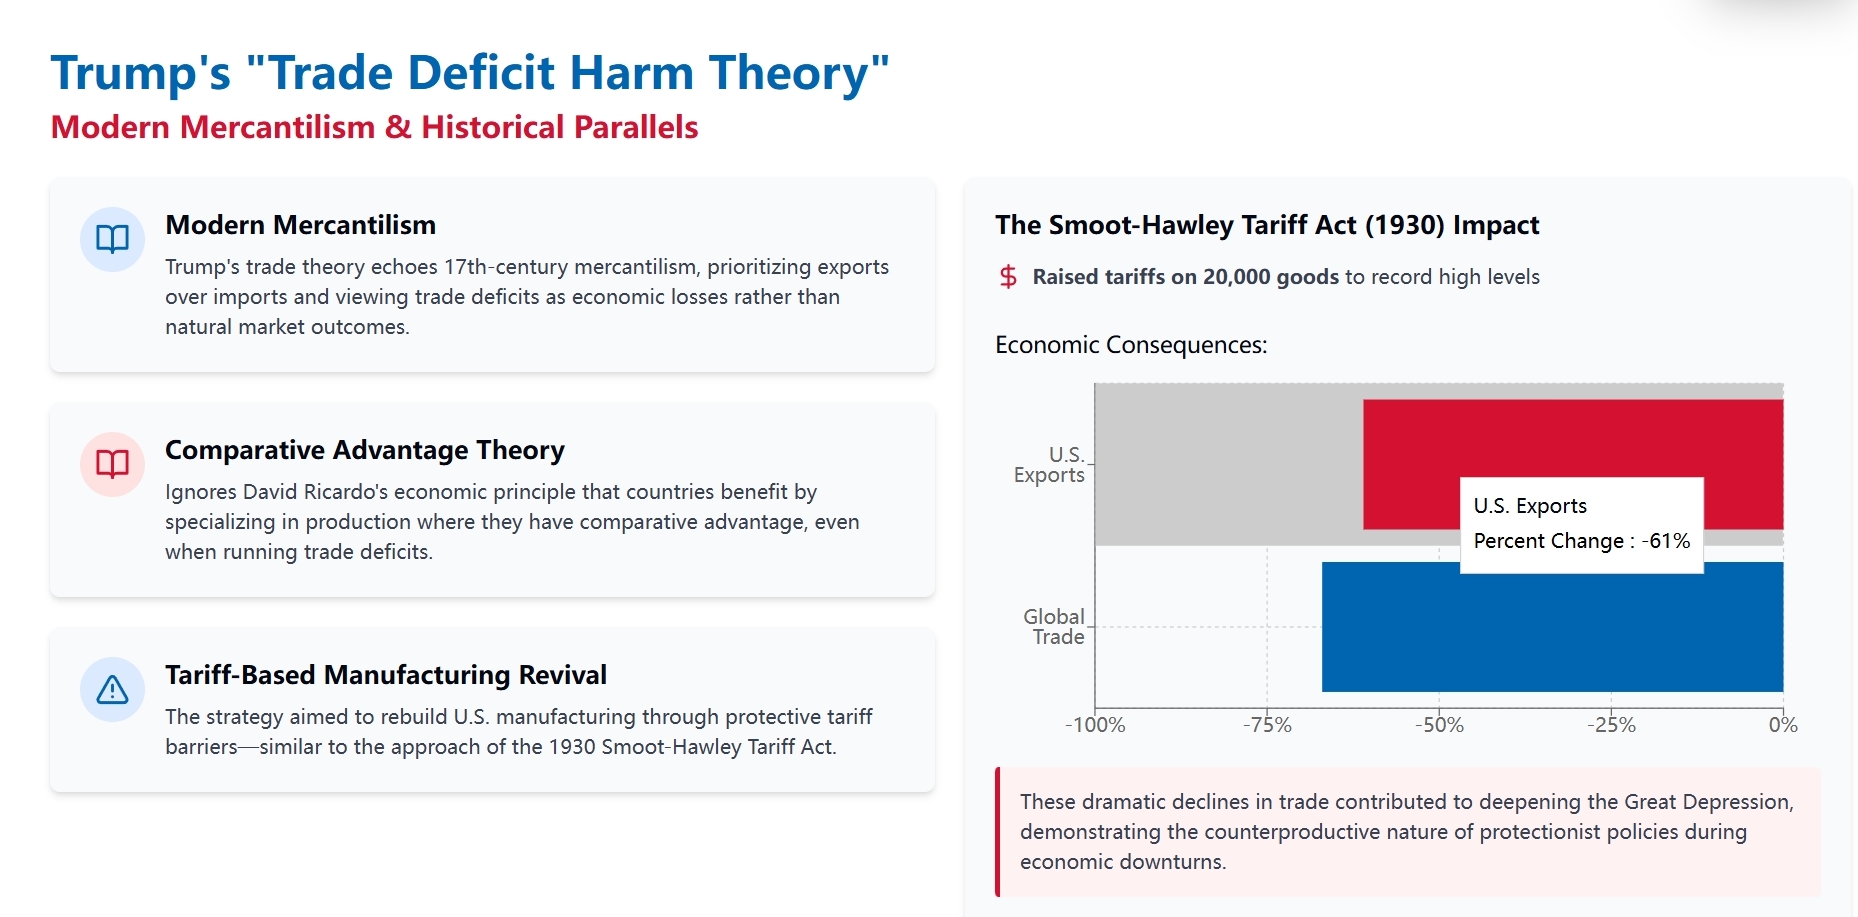 Trump's "Trade Deficit Harm Theory"
Modern Mercantilism & Historical Parallels
Modern Mercantilism
Trump's trade theory echoes 17th-century mercantilism, prioritizing exports
over imports and viewing trade deficits as economic losses rather than
natural market outcomes.
Comparative Advantage Theory
Ignores David Ricardo's economic principle that countries benefit by
specializing in production where they have comparative advantage, even
when running trade deficits.
Tariff-Based Manufacturing Revival
The strategy aimed to rebuild U.S. manufacturing through protective tariff
barriers—similar to the approach of the 1930 Smoot-Hawley Tariff Act.
The Smoot-Hawley Tariff Act (1930) Impact
Raised tariffs on 20,000 goods to record high levels
Economic Consequences:
U.S.
Exports
U.S. Exports
Percent Change : -61%
Global
Trade
-100% -75% -50% -25% 0%
These dramatic declines in trade contributed to deepening the Great Depression,
demonstrating the counterproductive nature of protectionist policies during
economic downturns.